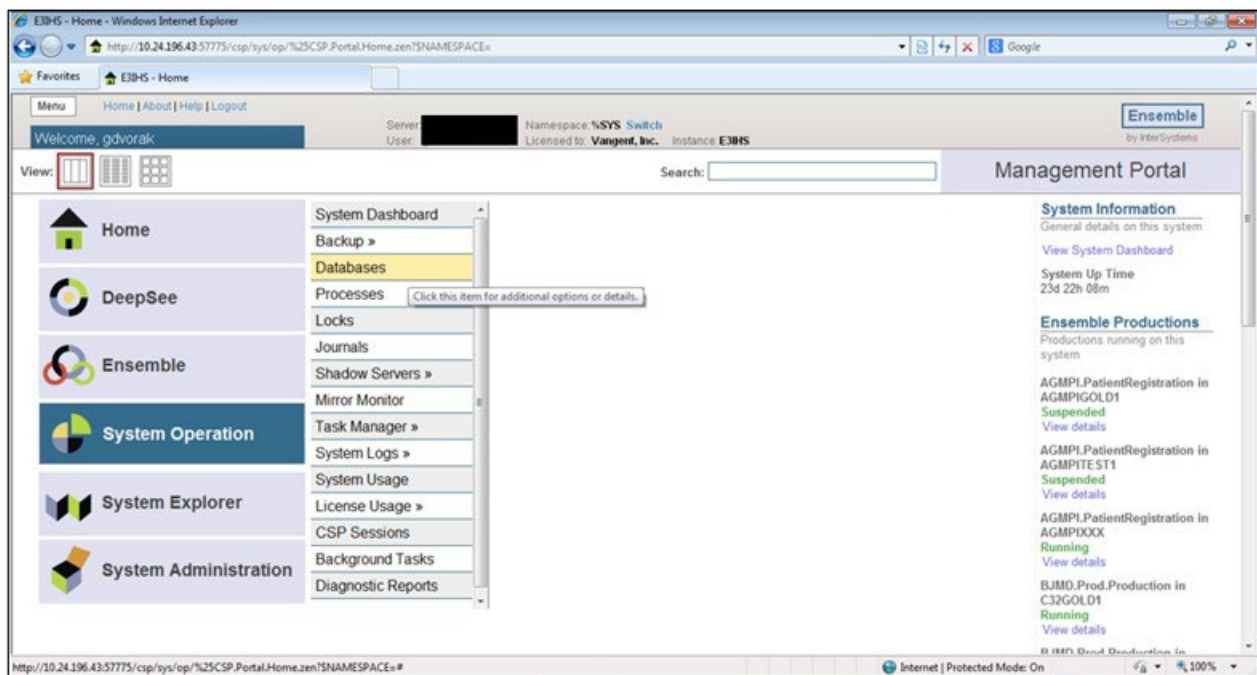 E3IHS - Home - Windows Internet Explorer
http://10.24.196.43:57775/csp/sys/op/%25CSP.Portal.Home.zen?$NAMESPACE=
Google
Favorites
E3IHS - Home
Menu
Home | About | Help | Logout
Welcome, gdvorak
Server:
User:
Namespace: %SYS Switch
Licensed to: Vangent, Inc. Instance: E3IHS
Ensemble
by InterSystems
View:
Search:
Management Portal
Home
DeepSee
Ensemble
System Operation
System Explorer
System Administration
System Dashboard
Backup »
Databases
Processes
Click this item for additional options or details.
Locks
Journals
Shadow Servers »
Mirror Monitor
Task Manager »
System Logs »
System Usage
License Usage »
CSP Sessions
Background Tasks
Diagnostic Reports
System Information
General details on this system
View System Dashboard
System Up Time
23d 22h 08m
Ensemble Productions
Productions running on this
system
AGMPI.PatientRegistration in
AGMPIGOLD1
Suspended
View details
AGMPI.PatientRegistration in
AGMPITEST1
Suspended
View details
AGMPI.PatientRegistration in
AGMPIXXX
Running
View details
BJMD.Prod.Production in
C32GOLD1
Running
View details
BJMD.Prod.Production in
http://10.24.196.43:57775/csp/sys/op/%25CSP.Portal.Home.zen?$NAMESPACE=#
Internet | Protected Mode: On
100%